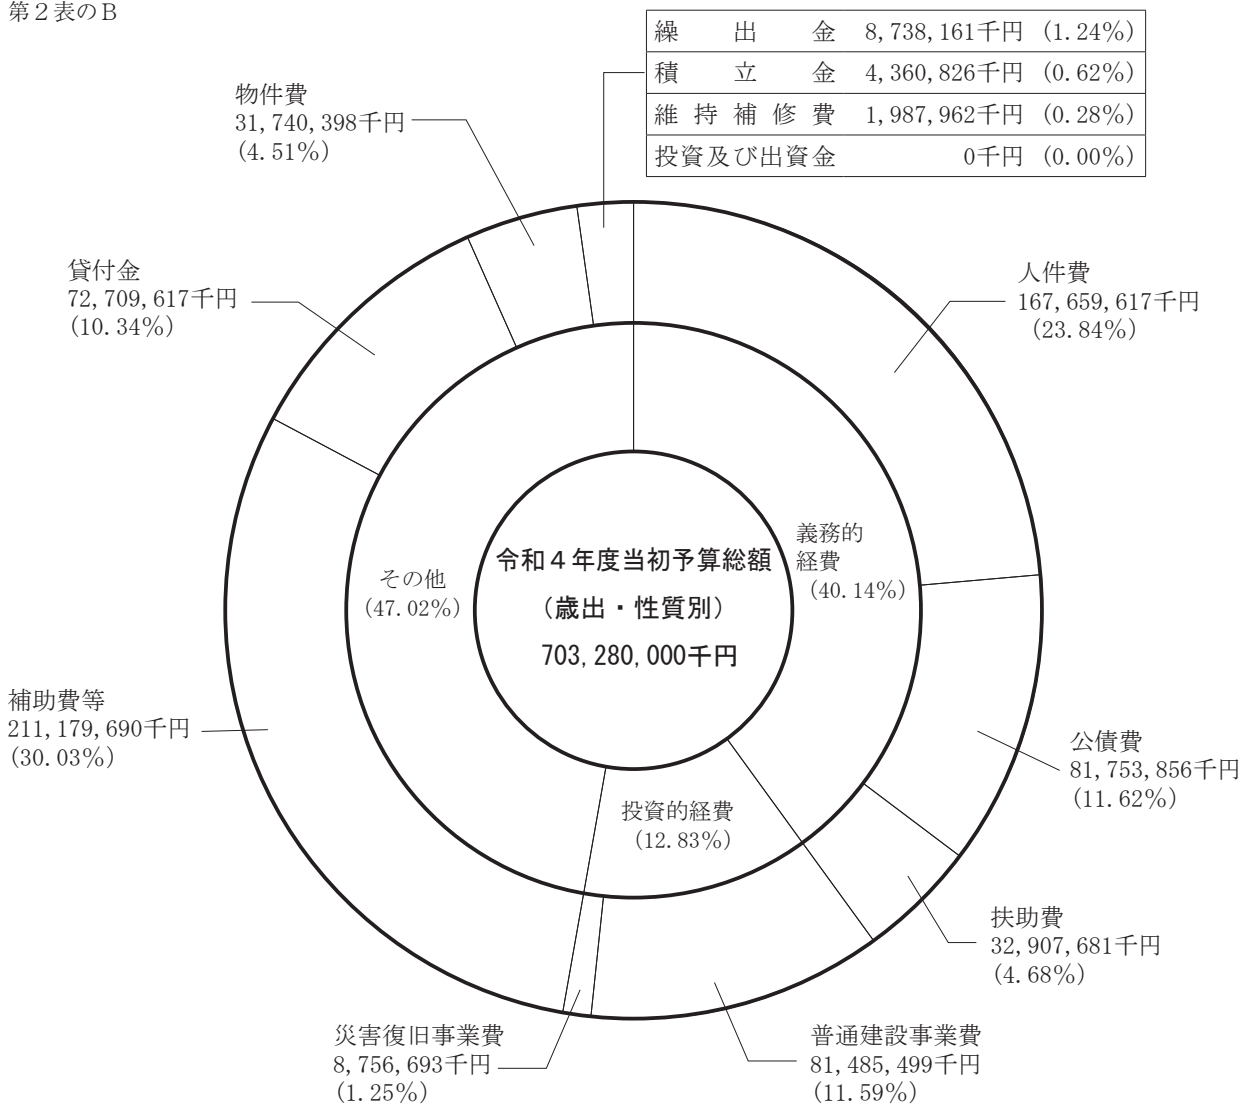 第２表のＢ
繰出金 8,738,161千円 (1.24%)
積立金 4,360,826千円 (0.62%)
維持補修費 1,987,962千円 (0.28%)
投資及び出資金 0千円 (0.00%)
物件費
31,740,398千円
(4.51%)
貸付金
72,709,617千円
(10.34%)
人件費
167,659,617千円
(23.84%)
義務的
経費
(40.14%)
その他
(47.02%)
令和４年度当初予算総額
（歳出・性質別）
703,280,000千円
補助費等
211,179,690千円
(30.03%)
公債費
81,753,856千円
(11.62%)
投資的経費
(12.83%)
扶助費
32,907,681千円
(4.68%)
災害復旧事業費
8,756,693千円
(1.25%)
普通建設事業費
81,485,499千円
(11.59%)